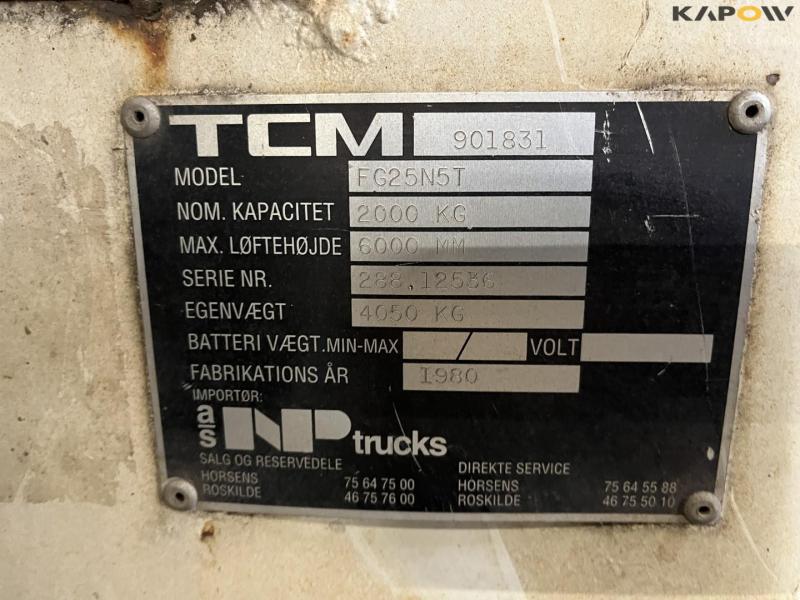 KAPOW
TCM 901831
MODEL FG25N5T
NOM. KAPACITET 2000 KG
MAX. LØFTEHØJDE 6000 MM
SERIE NR. 288.12536
EGENVÆGT 4050 KG
BATTERI VÆGT.MIN-MAX / VOLT
FABRIKATIONS ÅR 1980
IMPORTØR:
a/s NP trucks
SALG OG RESERVEDELE DIREKTE SERVICE
HORSENS 75 64 75 00 HORSENS 75 64 55 88
ROSKILDE 46 75 76 00 ROSKILDE 46 75 50 10